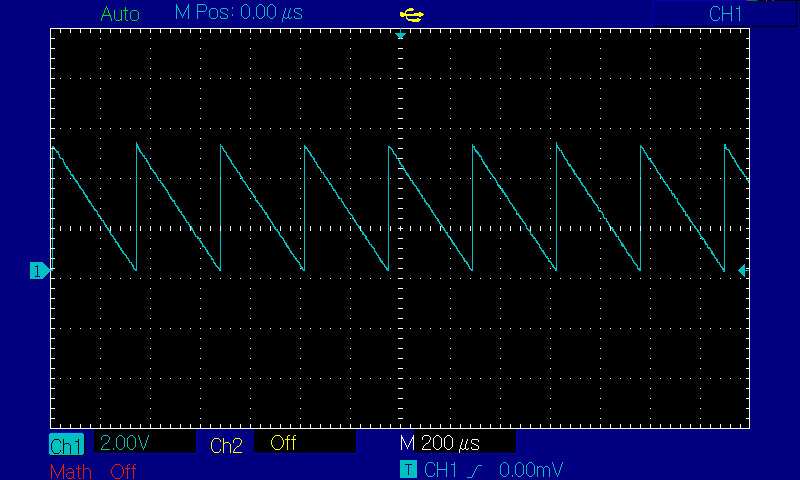 Auto M Pos: 0.00 μs CH1
1
Ch1 2.00V Ch2 Off M 200 μs
Math Off T CH1 0.00mV